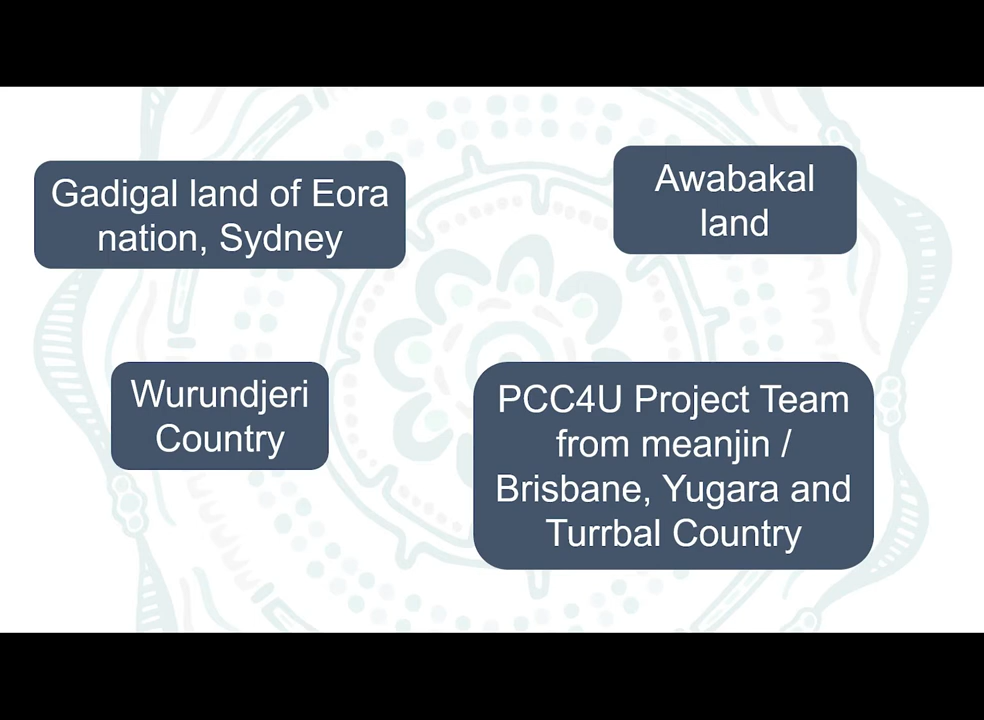 Gadigal land of Eora
nation, Sydney
Awabakal
land
Wurundjeri
Country
PCC4U Project Team
from meanjin /
Brisbane, Yugara and
Turrbal Country